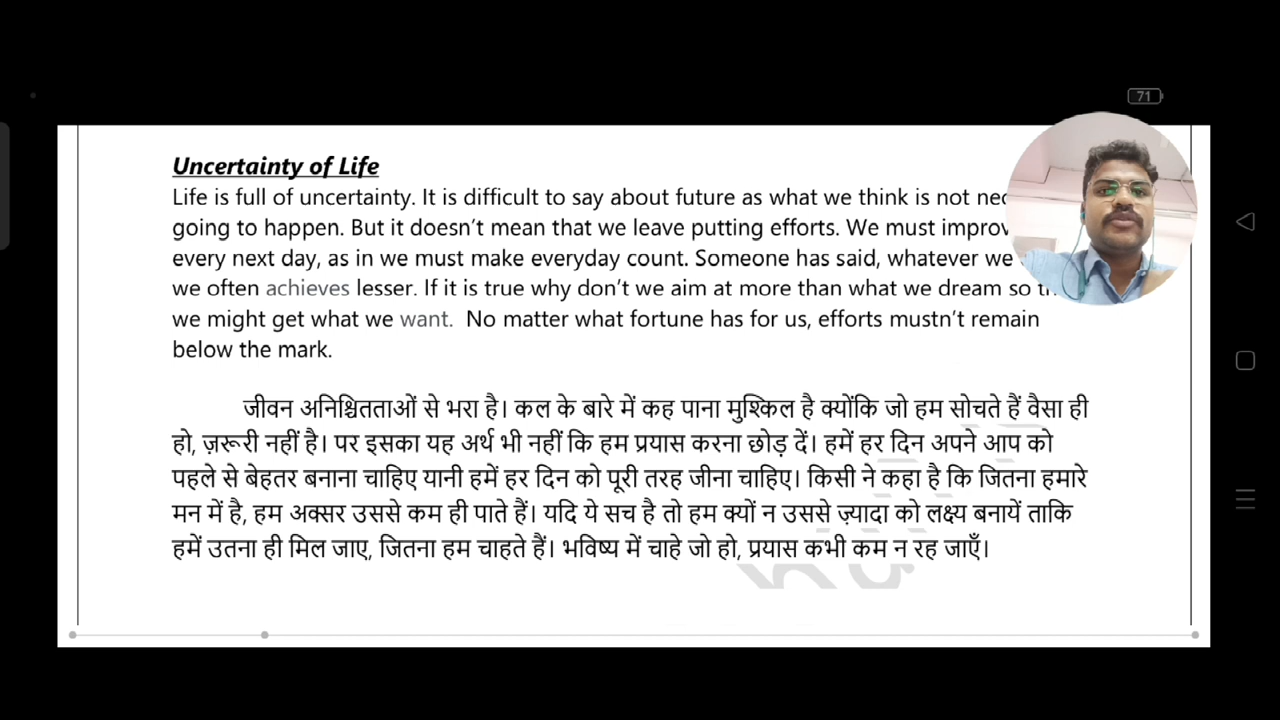 71
Uncertainty of Life
Life is full of uncertainty. It is difficult to say about future as what we think is not
going to happen. But it doesn't mean that we leave putting efforts. We must
every next day, as in we must make everyday count. Someone has said, whatever we
we often achieves lesser. If it is true why don't we aim at more than what we dream so
we might get what we want. No matter what fortune has for us, efforts mustn't remain
below the mark.
जीवन अनिश्चितताओं से भरा है। कल के बारे में कह पाना मुश्किल है क्योंकि जो हम सोचते हैं वैसा ही
हो, ज़रूरी नहीं है। पर इसका यह अर्थ भी नहीं कि हम प्रयास करना छोड़ दें। हमें हर दिन अपने आप को
पहले से बेहतर बनाना चाहिए यानी हमें हर दिन को पूरी तरह जीना चाहिए। किसी ने कहा है कि जितना हमारे
मन में है, हम अक्सर उससे कम ही पाते हैं। यदि ये सच है तो हम क्यों न उससे ज़्यादा को लक्ष्य बनायें ताकि
हमें उतना ही मिल जाए, जितना हम चाहते हैं। भविष्य में चाहे जो हो, प्रयास कभी कम न रह जाएँ।